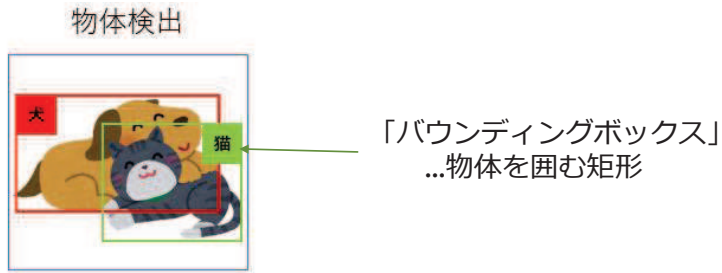 物体検出
犬
猫
「バウンディングボックス」
...物体を囲む矩形